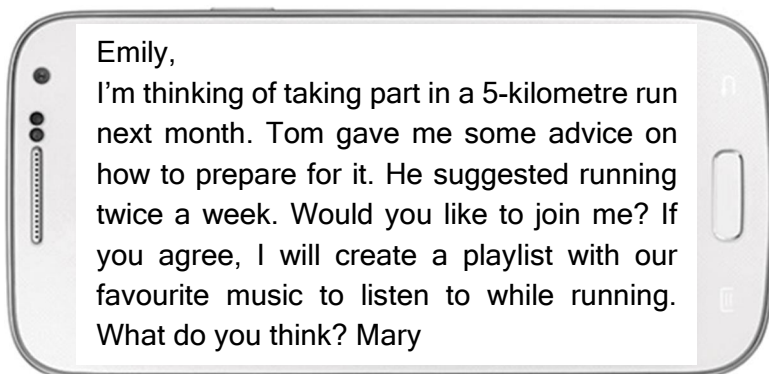 Emily,
I'm thinking of taking part in a 5-kilometre run
next month. Tom gave me some advice on
how to prepare for it. He suggested running
twice a week. Would you like to join me? If
you agree, I will create a playlist with our
favourite music to listen to while running.
What do you think? Mary